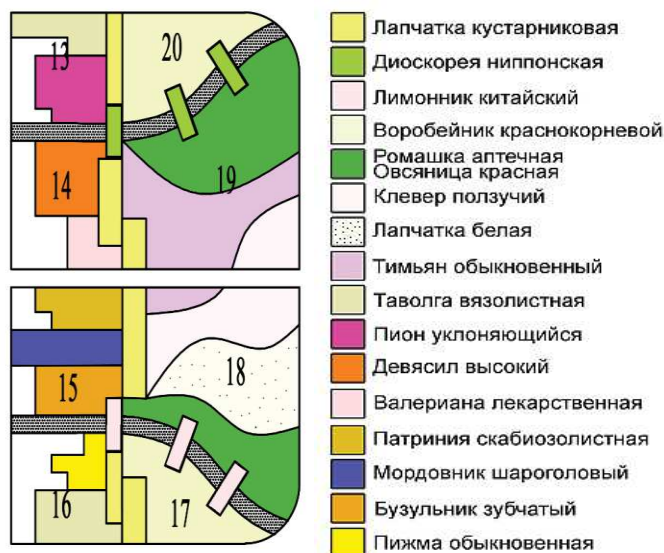 13
20
14
19
15
18
16
17
Лапчатка кустарниковая
Диоскорея ниппонская
Лимонник китайский
Воробейник краснокорневой
Ромашка аптечная
Овсяница красная
Клевер ползучий
Лапчатка белая
Тимьян обыкновенный
Таволга вязолистная
Пион уклоняющийся
Девясил высокий
Валериана лекарственная
Патриния скабиозолистная
Мордовник шароголовый
Бузульник зубчатый
Пижма обыкновенная